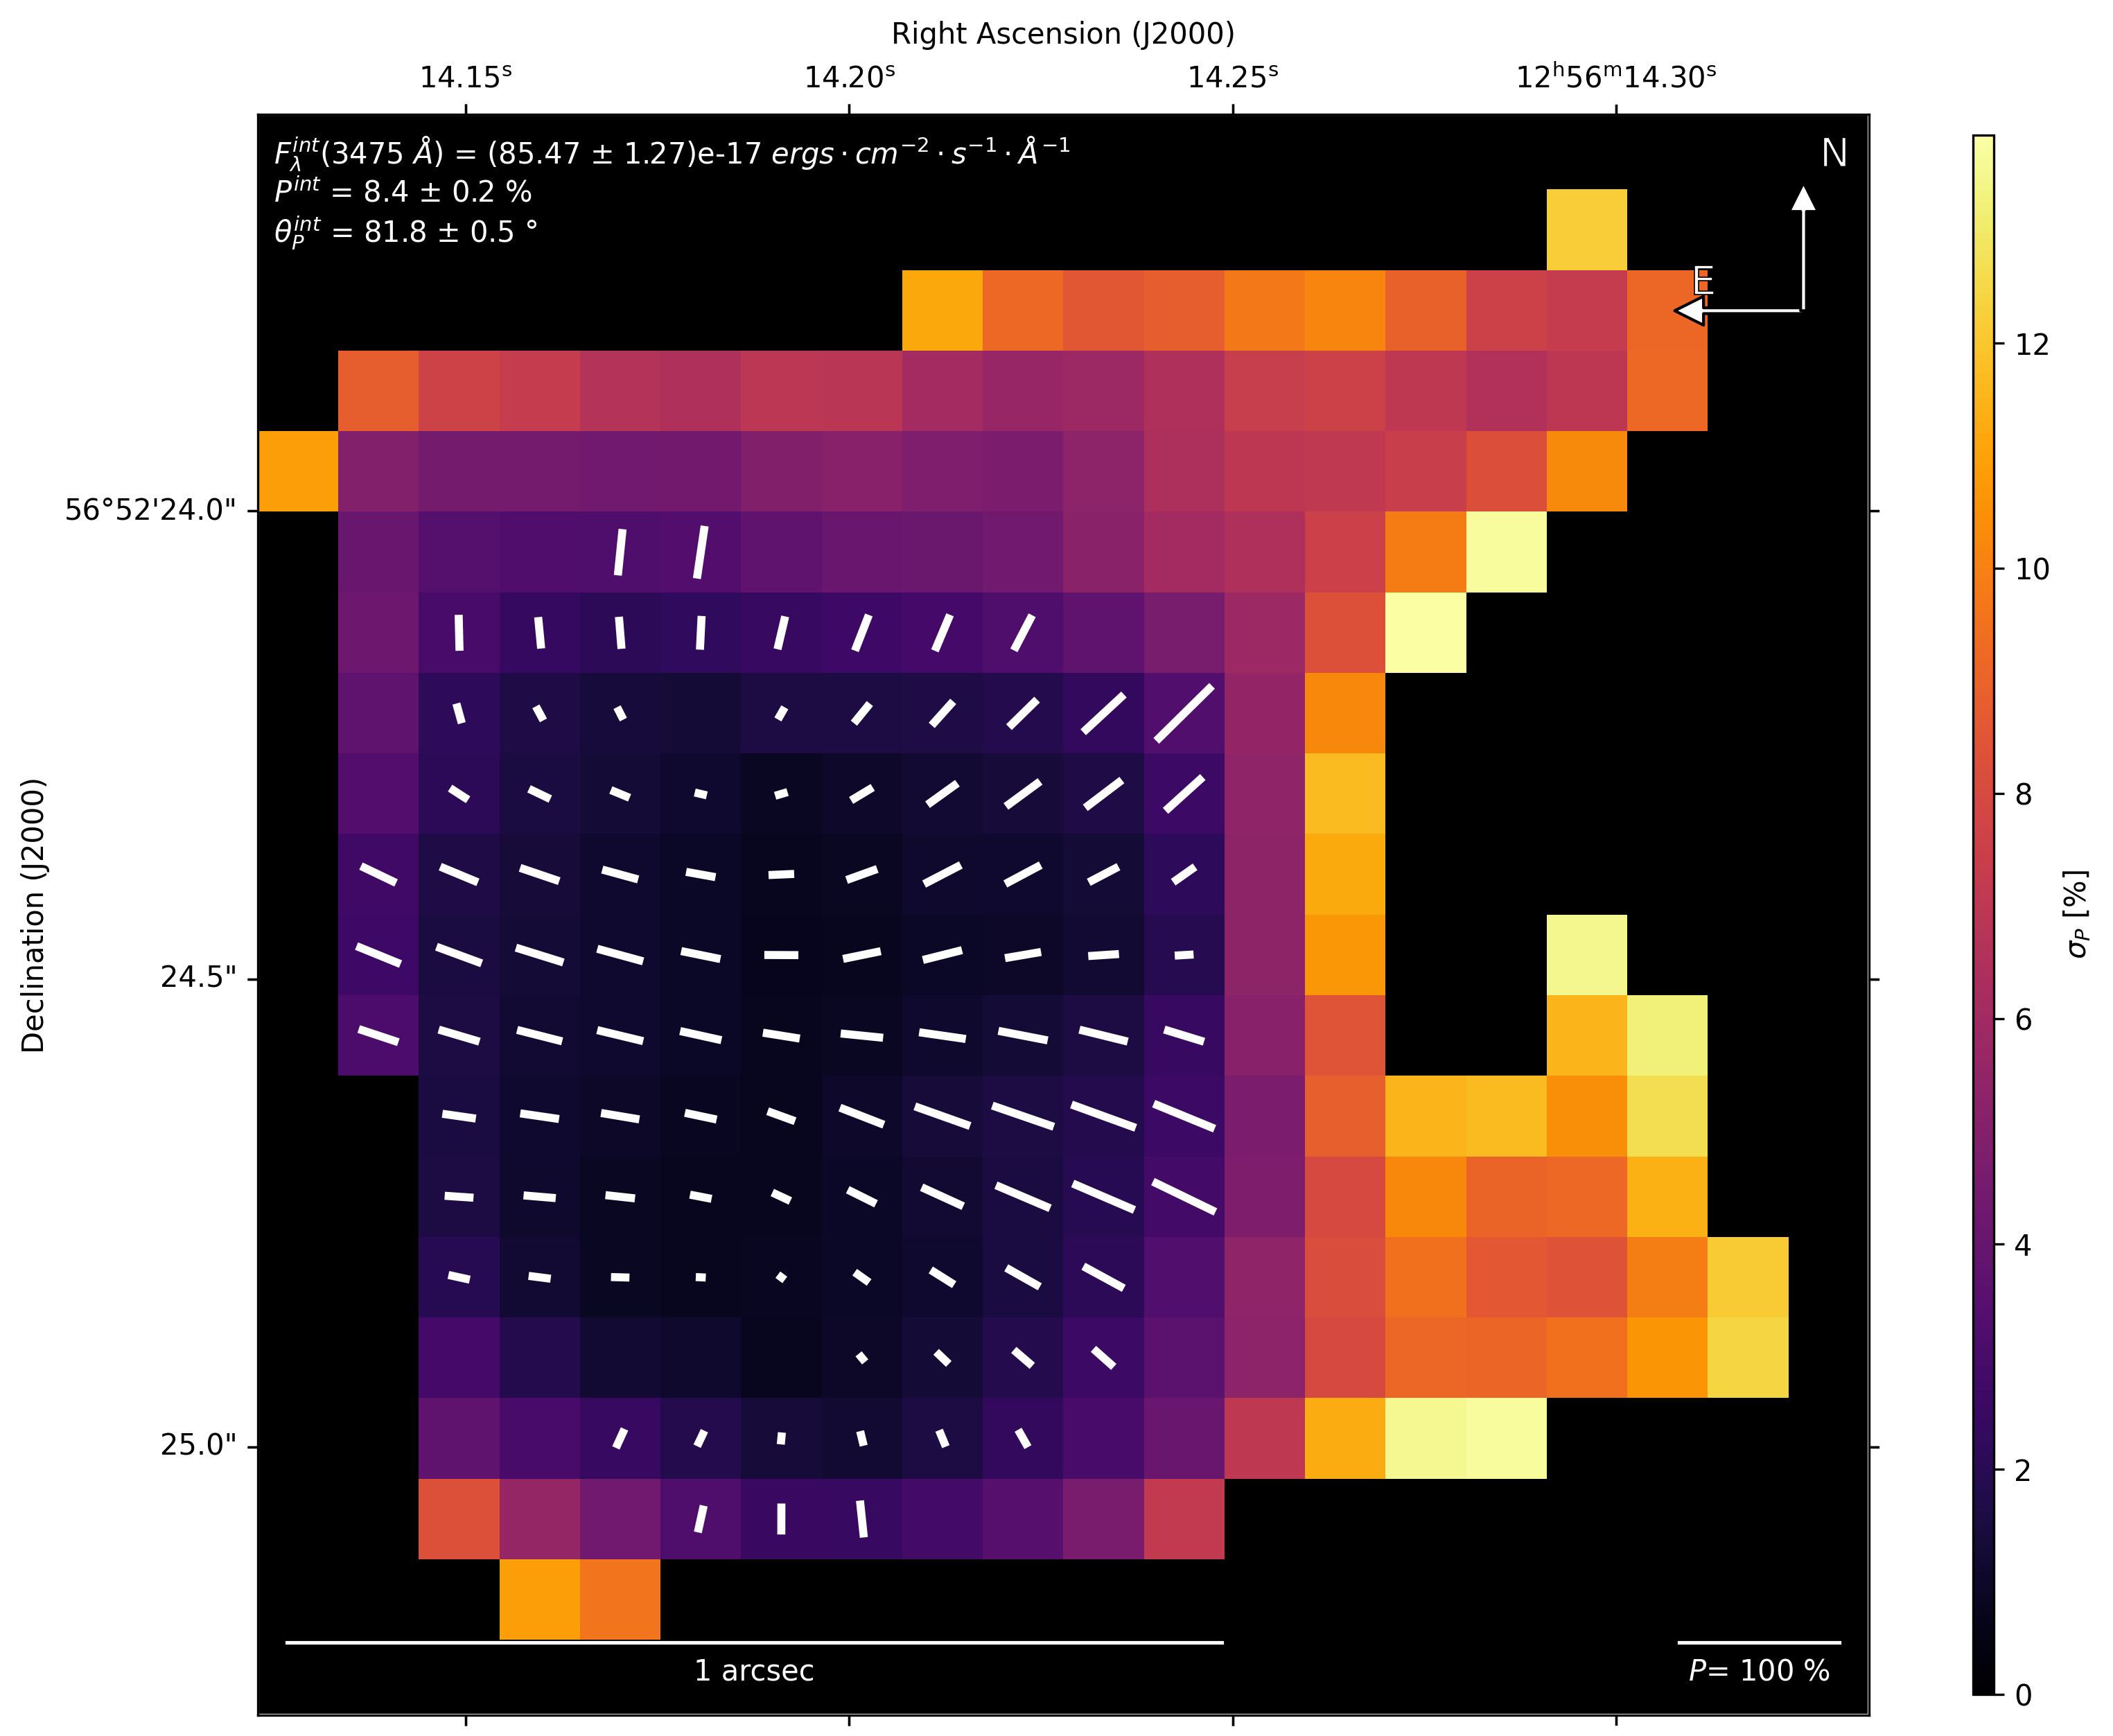 Right Ascension (J2000)
14.15ˢ 14.20ˢ 14.25ˢ 12ʰ56ᵐ14.30ˢ
F_λ^int(3475 Å) = (85.47 ± 1.27)e-17 ergs · cm⁻² · s⁻¹ · Å⁻¹
P^int = 8.4 ± 0.2 %
θ_P^int = 81.8 ± 0.5 °
N
E
56°52'24.0"
24.5"
25.0"
Declination (J2000)
1 arcsec
P= 100 %
12
10
8
6
4
2
0
σ_P [%]